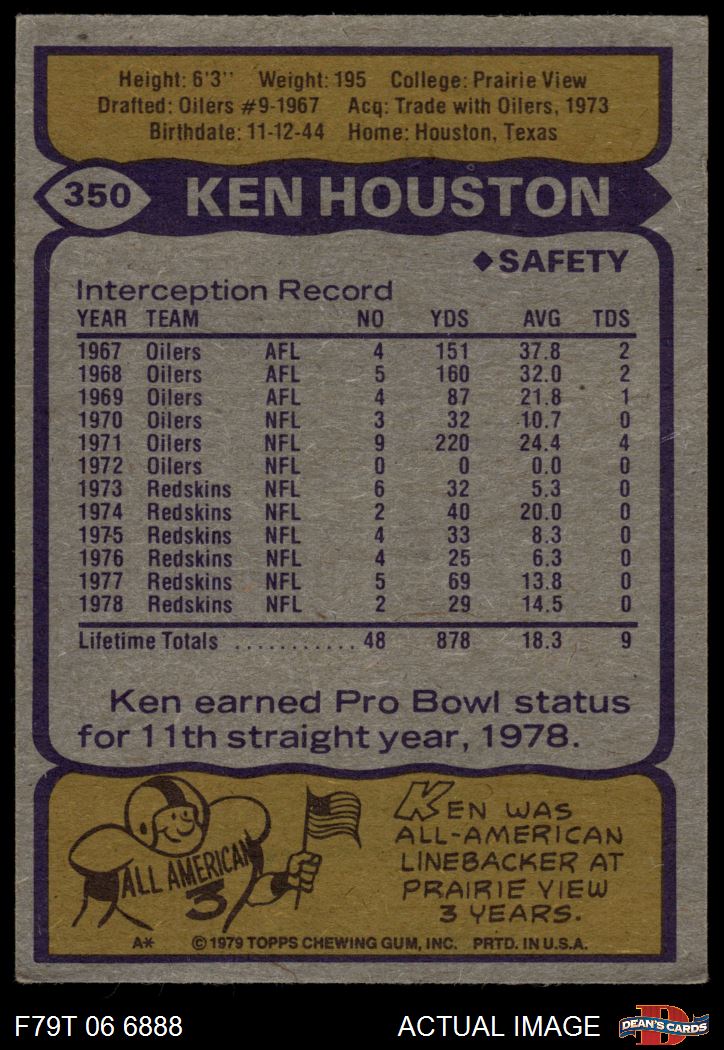 Height: 6'3'' Weight: 195 College: Prairie View
Drafted: Oilers #9-1967 Acq: Trade with Oilers, 1973
Birthdate: 11-12-44 Home: Houston, Texas
350 KEN HOUSTON
◆SAFETY
Interception Record
YEAR TEAM NO YDS AVG TDS
1967 Oilers AFL 4 151 37.8 2
1968 Oilers AFL 5 160 32.0 2
1969 Oilers AFL 4 87 21.8 1
1970 Oilers NFL 3 32 10.7 0
1971 Oilers NFL 9 220 24.4 4
1972 Oilers NFL 0 0 0.0 0
1973 Redskins NFL 6 32 5.3 0
1974 Redskins NFL 2 40 20.0 0
1975 Redskins NFL 4 33 8.3 0
1976 Redskins NFL 4 25 6.3 0
1977 Redskins NFL 5 69 13.8 0
1978 Redskins NFL 2 29 14.5 0
Lifetime Totals ........... 48 878 18.3 9
Ken earned Pro Bowl status
for 11th straight year, 1978.
ALL AMERICAN
3
KEN WAS
ALL-AMERICAN
LINEBACKER AT
PRAIRIE VIEW
3 YEARS.
A* © 1979 TOPPS CHEWING GUM, INC. PRTD. IN U.S.A.
F79T 06 6888 ACTUAL IMAGE D DEAN'S CARDS